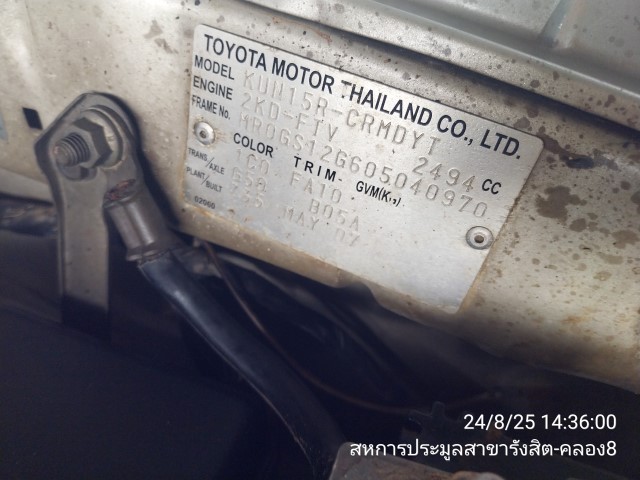 TOYOTA MOTOR THAILAND CO., LTD.
MODEL KUN15R-CRMDYT
ENGINE 2KD-FTV 2494 CC
FRAME No. MR0GS12G605040970
COLOR TRIM GVM(Kg)
1C0 FA10
TRANS/AXLE G58 B05A
PLANT/BUILT MAY 07
02060
24/8/25 14:36:00
สหการประมูลสาขารังสิต-คลอง8